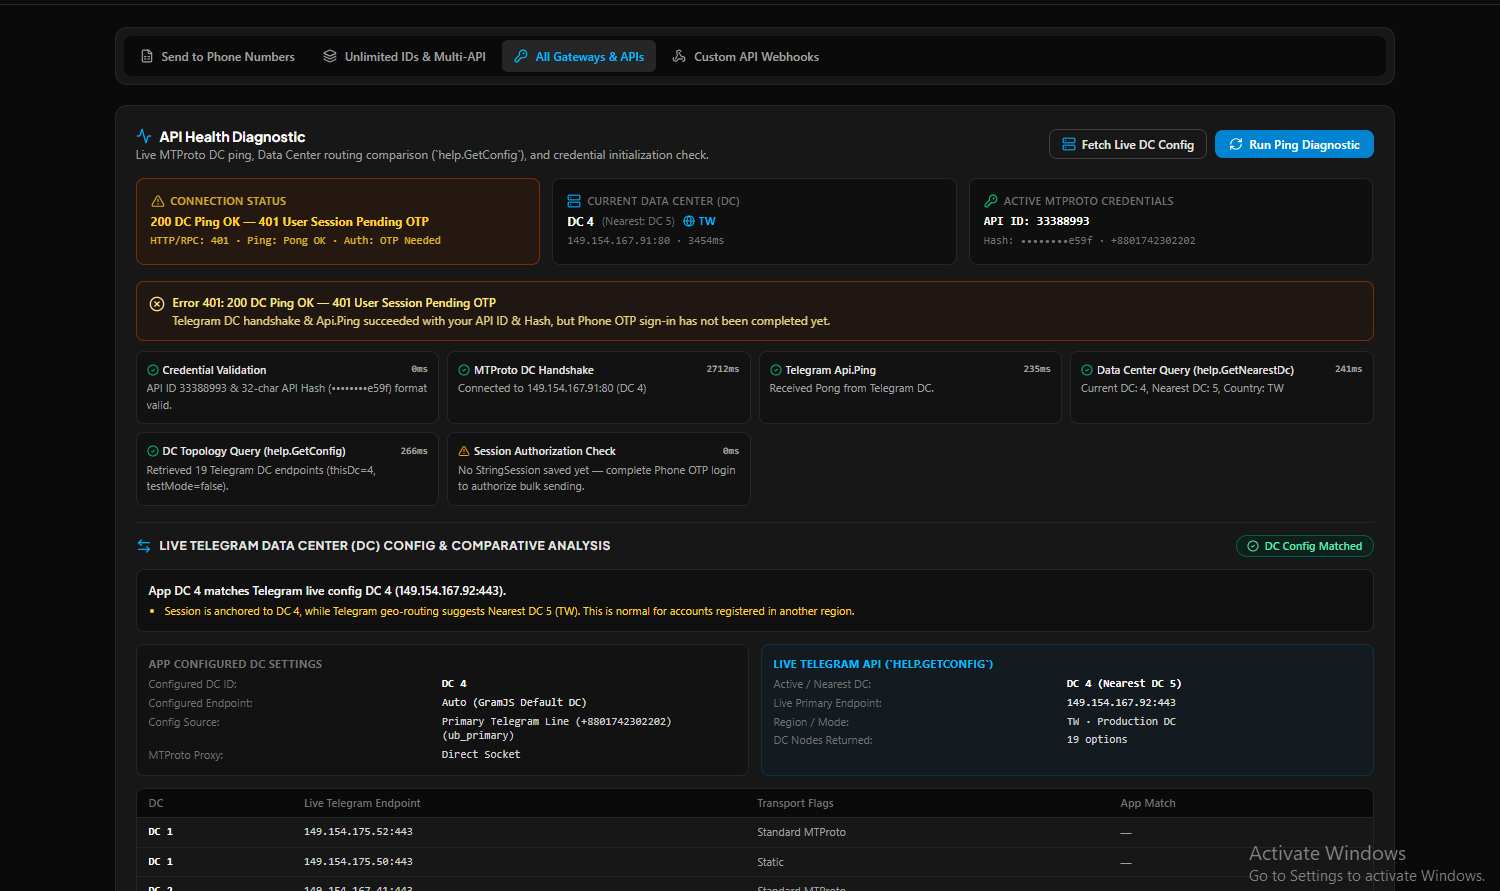 Send to Phone Numbers
Unlimited IDs & Multi-API
All Gateways & APIs
Custom API Webhooks
API Health Diagnostic
Live MTProto DC ping, Data Center routing comparison (`help.GetConfig`), and credential initialization check.
Fetch Live DC Config
Run Ping Diagnostic
CONNECTION STATUS
200 DC Ping OK — 401 User Session Pending OTP
HTTP/RPC: 401 · Ping: Pong OK · Auth: OTP Needed
CURRENT DATA CENTER (DC)
DC 4 (Nearest: DC 5) TW
149.154.167.91:80 · 3454ms
ACTIVE MTPROTO CREDENTIALS
API ID: 33388993
Hash: ••••••••e59f · +8801742302202
Error 401: 200 DC Ping OK — 401 User Session Pending OTP
Telegram DC handshake & Api.Ping succeeded with your API ID & Hash, but Phone OTP sign-in has not been completed yet.
Credential Validation 0ms
API ID 33388993 & 32-char API Hash (••••••••e59f) format
valid.
MTProto DC Handshake 2712ms
Connected to 149.154.167.91:80 (DC 4)
Telegram Api.Ping 235ms
Received Pong from Telegram DC.
Data Center Query (help.GetNearestDc) 241ms
Current DC: 4, Nearest DC: 5, Country: TW
DC Topology Query (help.GetConfig) 266ms
Retrieved 19 Telegram DC endpoints (thisDc=4,
testMode=false).
Session Authorization Check 0ms
No StringSession saved yet — complete Phone OTP login
to authorize bulk sending.
LIVE TELEGRAM DATA CENTER (DC) CONFIG & COMPARATIVE ANALYSIS
DC Config Matched
App DC 4 matches Telegram live config DC 4 (149.154.167.92:443).
• Session is anchored to DC 4, while Telegram geo-routing suggests Nearest DC 5 (TW). This is normal for accounts registered in another region.
APP CONFIGURED DC SETTINGS
Configured DC ID: DC 4
Configured Endpoint: Auto (GramJS Default DC)
Config Source: Primary Telegram Line (+8801742302202)
(ub_primary)
MTProto Proxy: Direct Socket
LIVE TELEGRAM API (`HELP.GETCONFIG`)
Active / Nearest DC: DC 4 (Nearest DC 5)
Live Primary Endpoint: 149.154.167.92:443
Region / Mode: TW · Production DC
DC Nodes Returned: 19 options
DC Live Telegram Endpoint Transport Flags App Match
DC 1 149.154.175.52:443 Standard MTProto —
DC 1 149.154.175.50:443 Static —
DC 2 149.154.167.41:443 Standard MTProto
Activate Windows
Go to Settings to activate Windows.